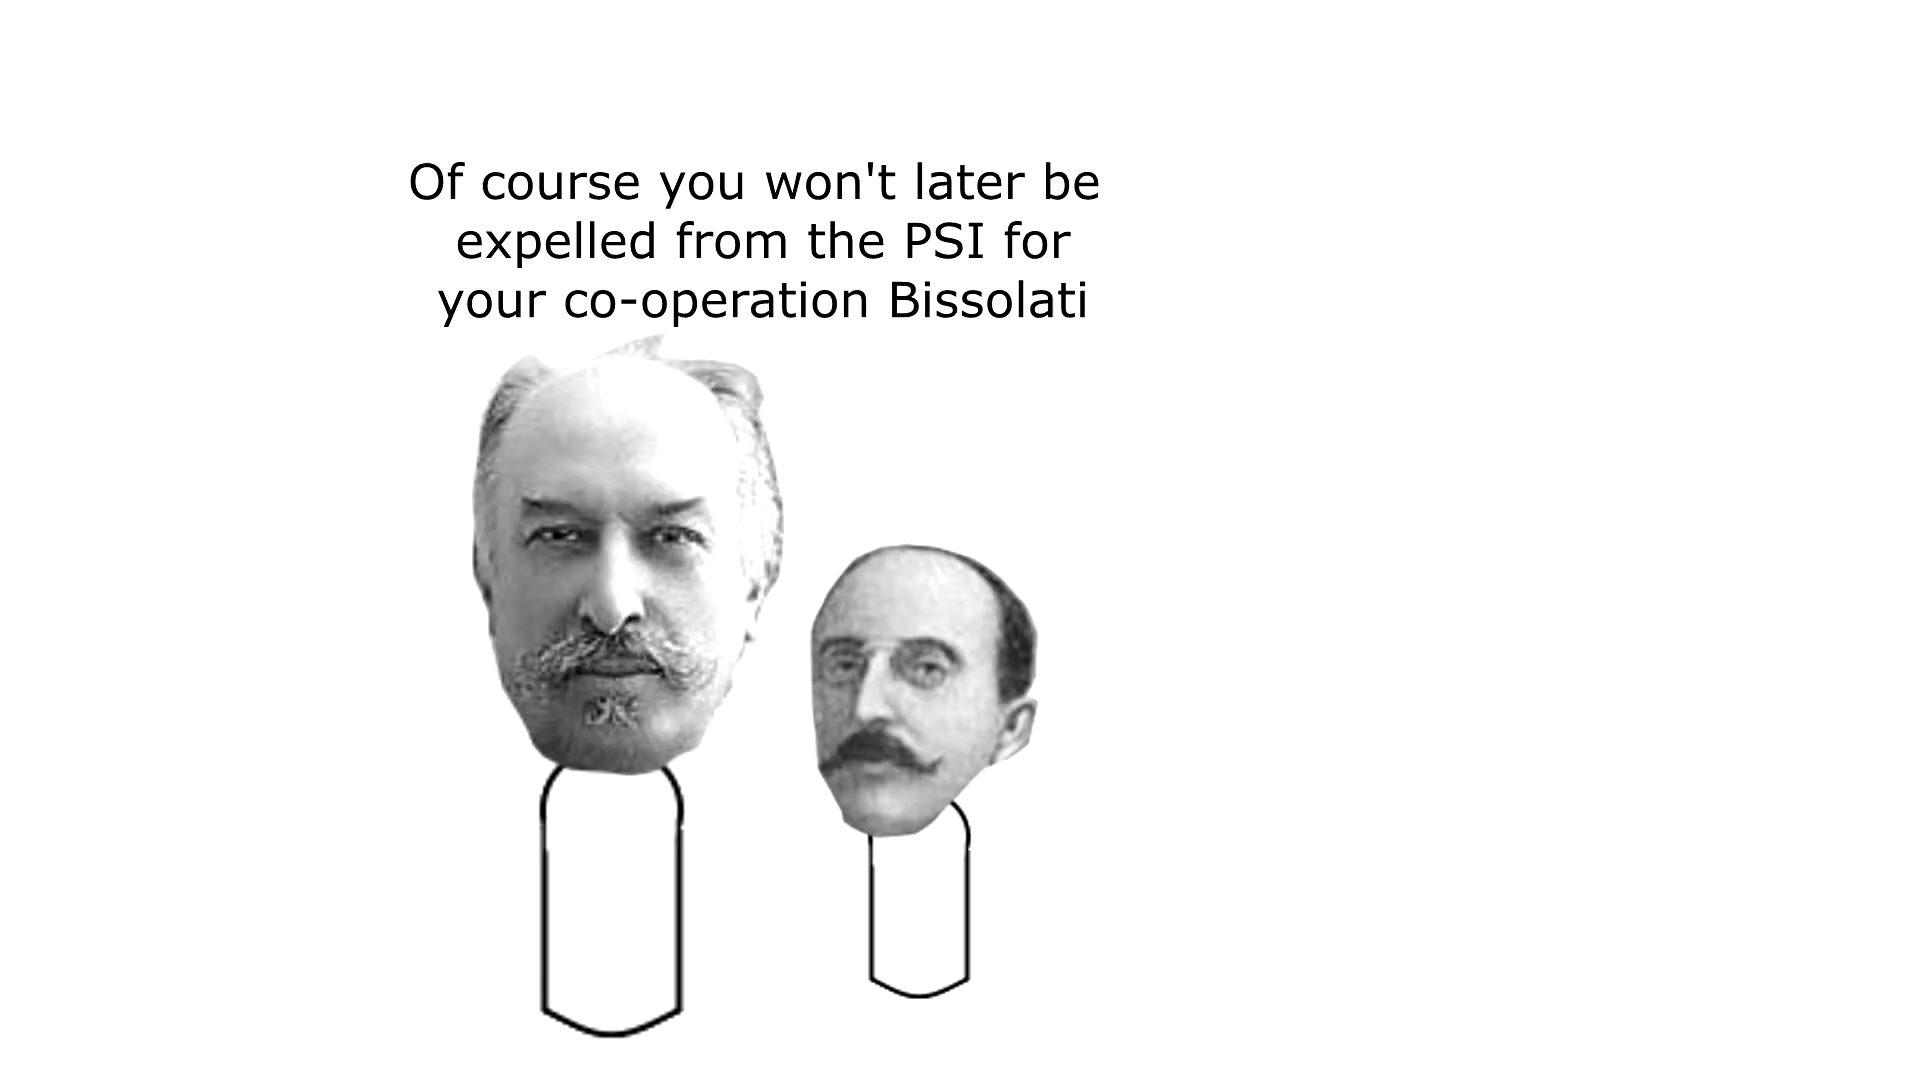 Of course you won't later be
expelled from the PSI for
your co-operation Bissolati